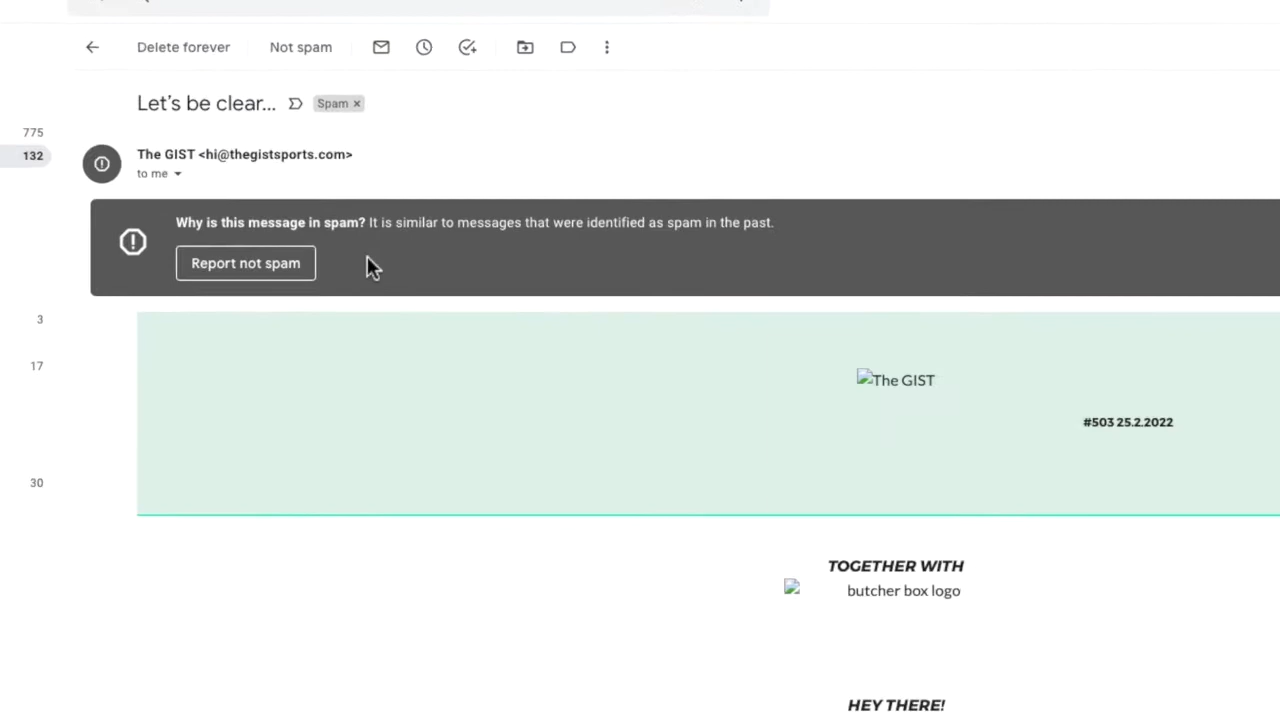 Delete forever
Not spam
Let's be clear...
Spam ×
775
132
The GIST <hi@thegistsports.com>
to me
Why is this message in spam? It is similar to messages that were identified as spam in the past.
Report not spam
3
17
The GIST
#503 25.2.2022
30
TOGETHER WITH
butcher box logo
HEY THERE!